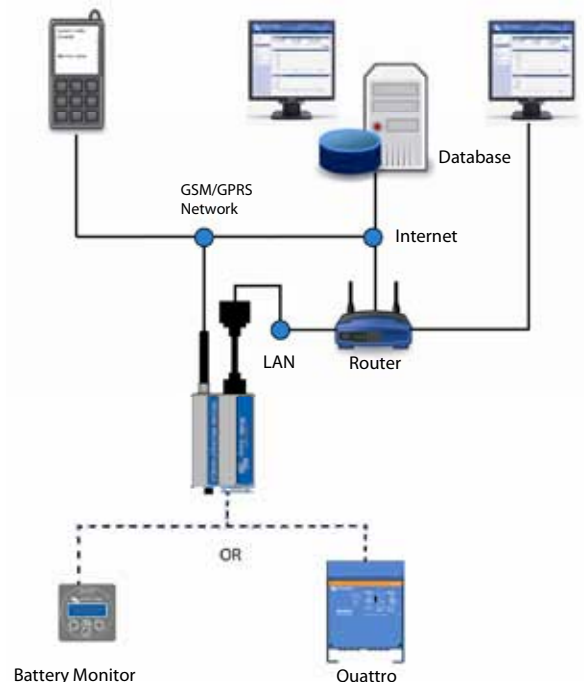 Database
GSM/GPRS
Network
Internet
LAN
Router
OR
Battery Monitor
Quattro